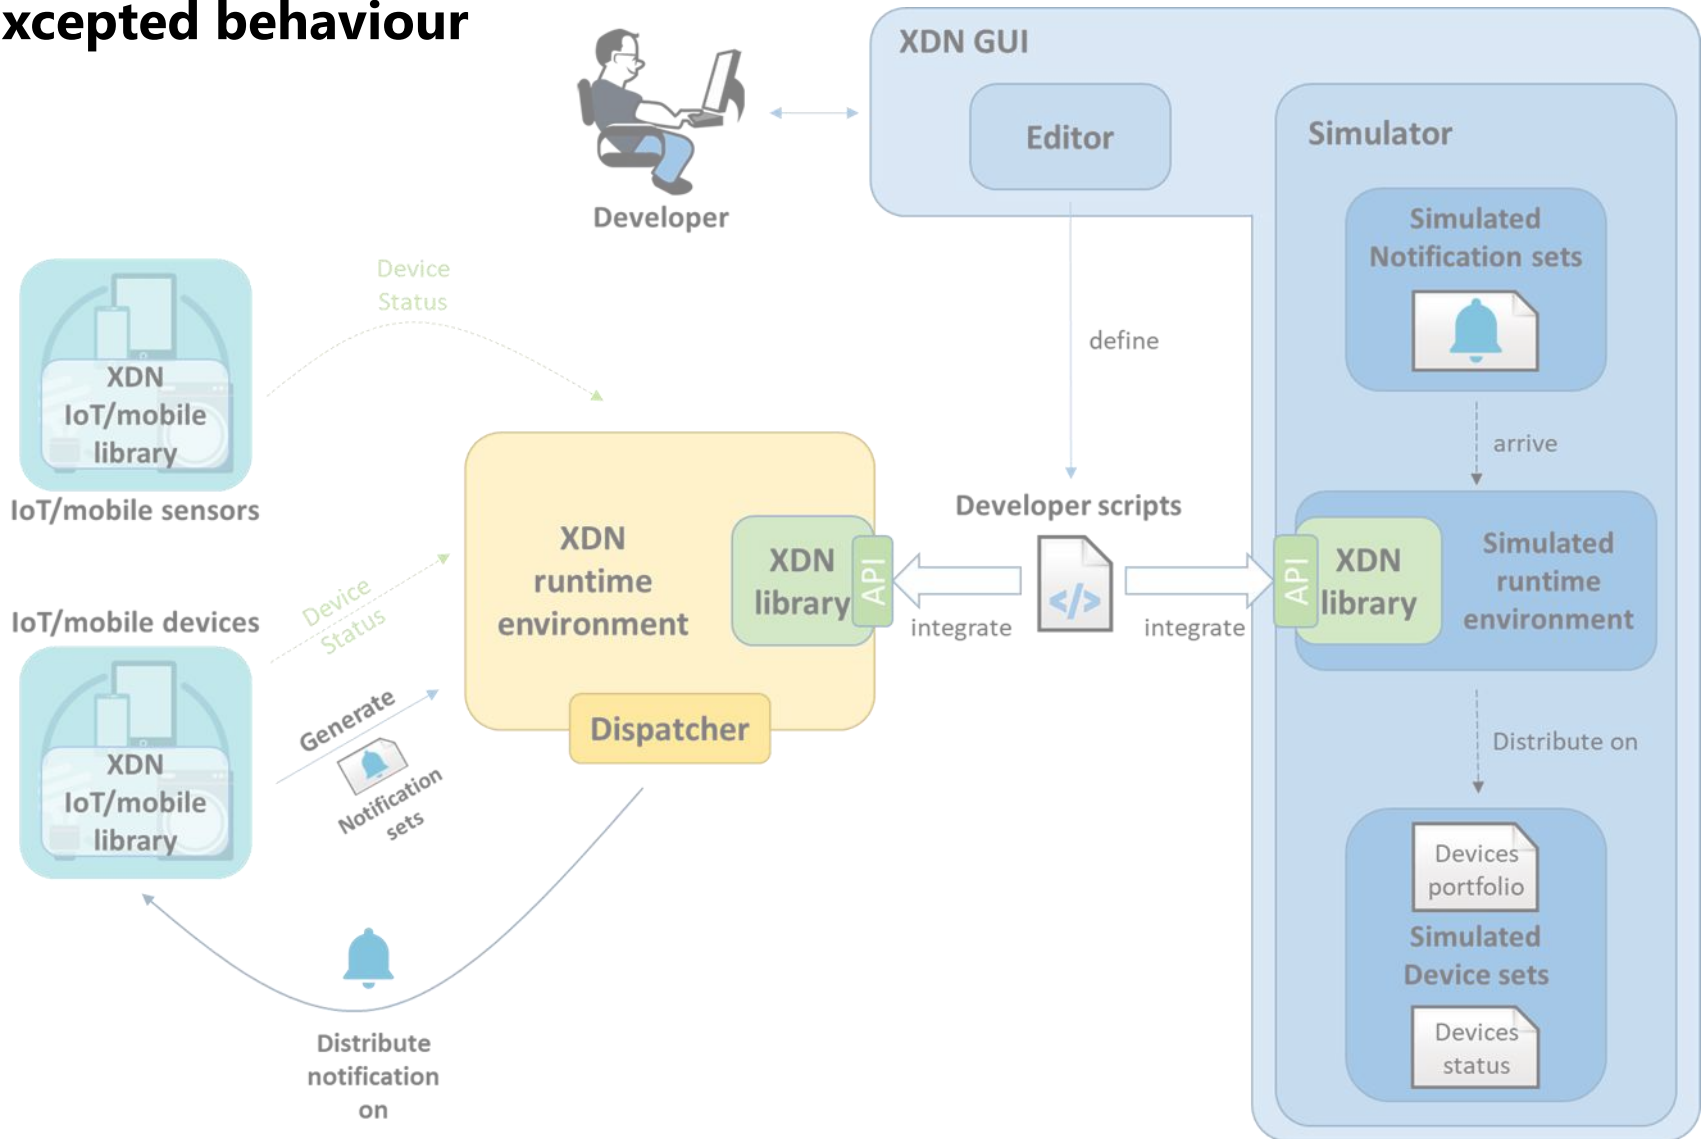 xcepted behaviour
XDN GUI
Editor
Simulator
Developer
Simulated
Notification sets
Device
Status
define
XDN
IoT/mobile
library
IoT/mobile sensors
arrive
Developer scripts
XDN
runtime
environment
XDN
library
API
</>
integrate
integrate
API
XDN
library
Simulated
runtime
environment
Device
Status
IoT/mobile devices
XDN
IoT/mobile
library
Generate
Notification
sets
Dispatcher
Distribute on
Devices
portfolio
Simulated
Device sets
Devices
status
Distribute
notification
on